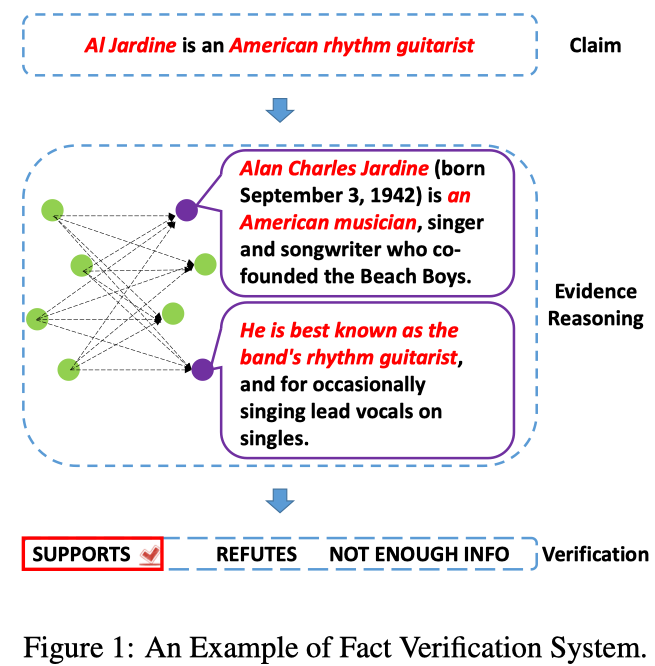 Al Jardine is an American rhythm guitarist
Claim
Alan Charles Jardine (born
September 3, 1942) is an
American musician, singer
and songwriter who co-
founded the Beach Boys.
Evidence
Reasoning
He is best known as the
band's rhythm guitarist,
and for occasionally
singing lead vocals on
singles.
SUPPORTS REFUTES NOT ENOUGH INFO Verification
Figure 1: An Example of Fact Verification System.